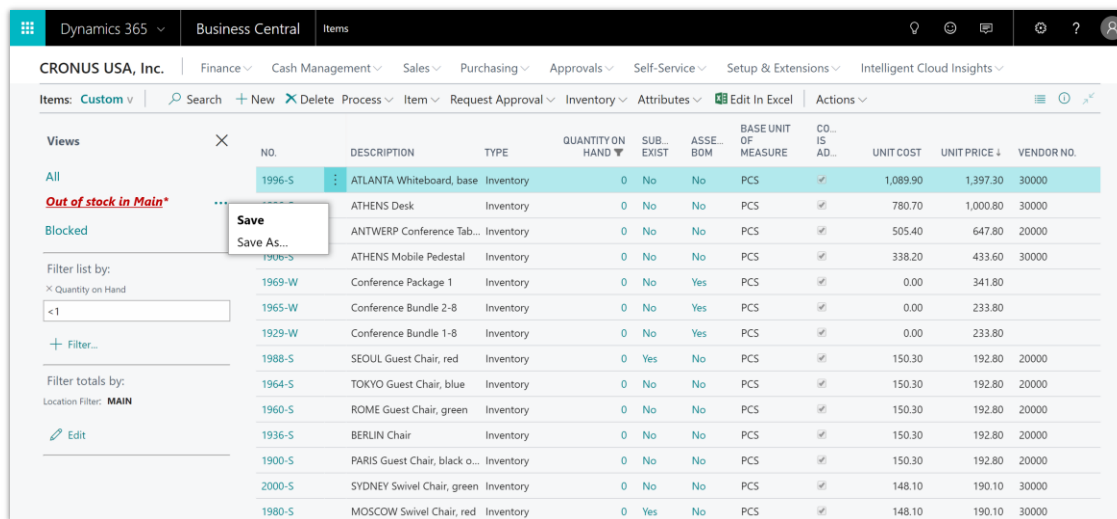 Dynamics 365 Business Central Items ?
CRONUS USA, Inc. Finance Cash Management Sales Purchasing Approvals Self-Service Setup & Extensions Intelligent Cloud Insights
Items: Custom Search + New Delete Process Item Request Approval Inventory Attributes Edit In Excel Actions
Views
All
Out of stock in Main*
...
Save
Save As...
Blocked
Filter list by:
× Quantity on Hand
<1
+ Filter...
Filter totals by:
Location Filter: MAIN
Edit
NO. DESCRIPTION TYPE QUANTITY ON HAND SUB... EXIST ASSE... BOM BASE UNIT OF MEASURE CO... IS AD... UNIT COST UNIT PRICE ↓ VENDOR NO.
1996-S ATLANTA Whiteboard, base Inventory 0 No No PCS 1,089.90 1,397.30 30000
ATHENS Desk Inventory 0 No No PCS 780.70 1,000.80 30000
ANTWERP Conference Tab... Inventory 0 No No PCS 505.40 647.80 20000
1906-S ATHENS Mobile Pedestal Inventory 0 No No PCS 338.20 433.60 30000
1969-W Conference Package 1 Inventory 0 No Yes PCS 0.00 341.80
1965-W Conference Bundle 2-8 Inventory 0 No Yes PCS 0.00 233.80
1929-W Conference Bundle 1-8 Inventory 0 No Yes PCS 0.00 233.80
1988-S SEOUL Guest Chair, red Inventory 0 Yes No PCS 150.30 192.80 20000
1964-S TOKYO Guest Chair, blue Inventory 0 No No PCS 150.30 192.80 20000
1960-S ROME Guest Chair, green Inventory 0 No No PCS 150.30 192.80 20000
1936-S BERLIN Chair Inventory 0 No No PCS 150.30 192.80 20000
1900-S PARIS Guest Chair, black o... Inventory 0 No No PCS 150.30 192.80 20000
2000-S SYDNEY Swivel Chair, green Inventory 0 No No PCS 148.10 190.10 30000
1980-S MOSCOW Swivel Chair, red Inventory 0 Yes No PCS 148.10 190.10 30000